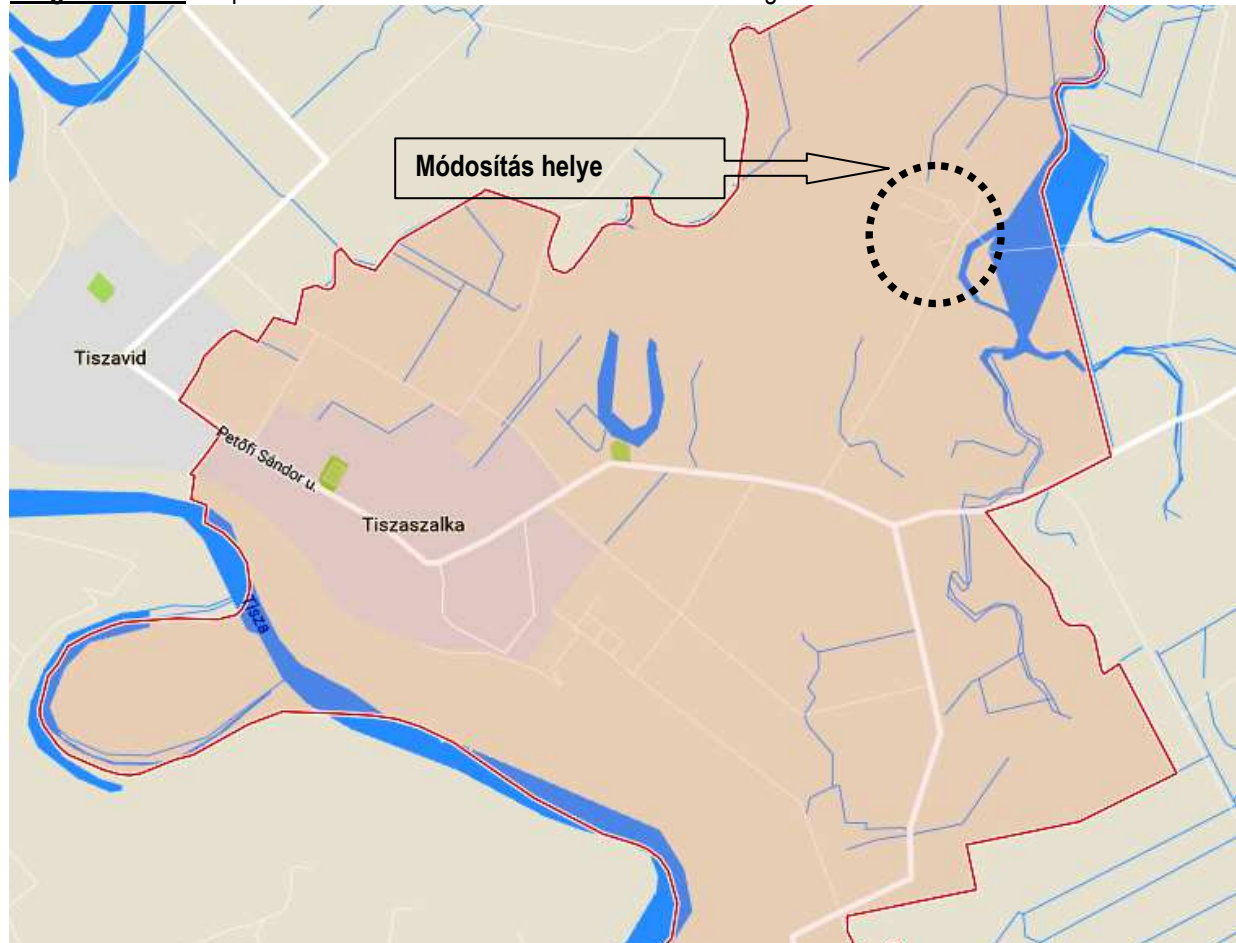 Módosítás helye
Tiszavid
Petőfi Sándor u.
Tiszaszalka
Tisza